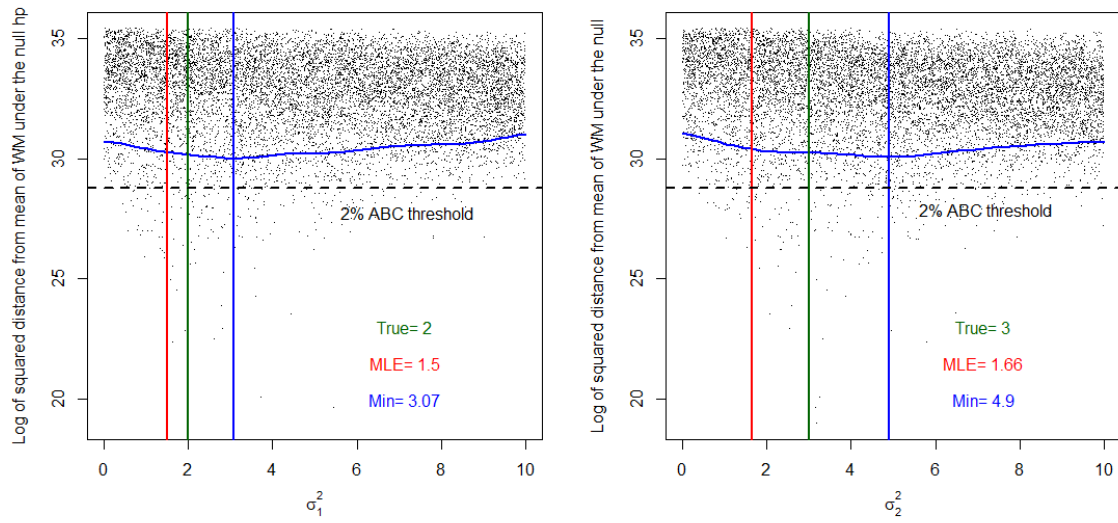 Log of squared distance from mean of WM under the null hp
35
30
25
20
2% ABC threshold
True= 2
MLE= 1.5
Min= 3.07
0 2 4 6 8 10
σ₁²
Log of squared distance from mean of WM under the null
35
30
25
20
2% ABC threshold
True= 3
MLE= 1.66
Min= 4.9
0 2 4 6 8 10
σ₂²